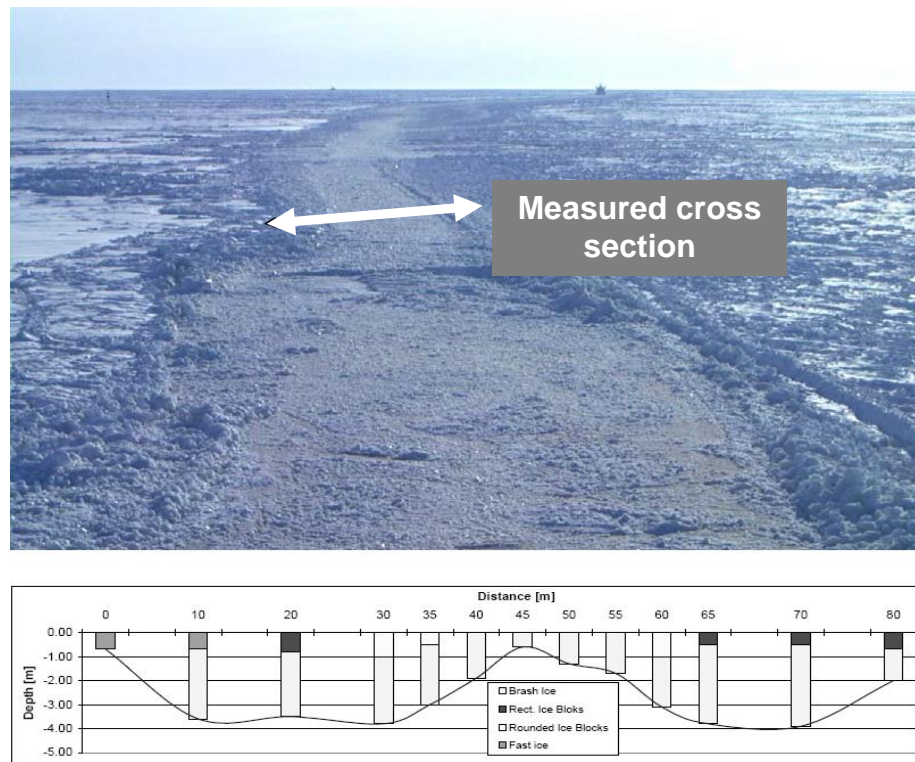 Measured cross
section
Distance [m]
0 10 20 30 35 40 45 50 55 60 65 70 80
Depth [m]
0.00
-1.00
-2.00
-3.00
-4.00
-5.00
Brash Ice
Rect. Ice Bloks
Rounded Ice Blocks
Fast ice